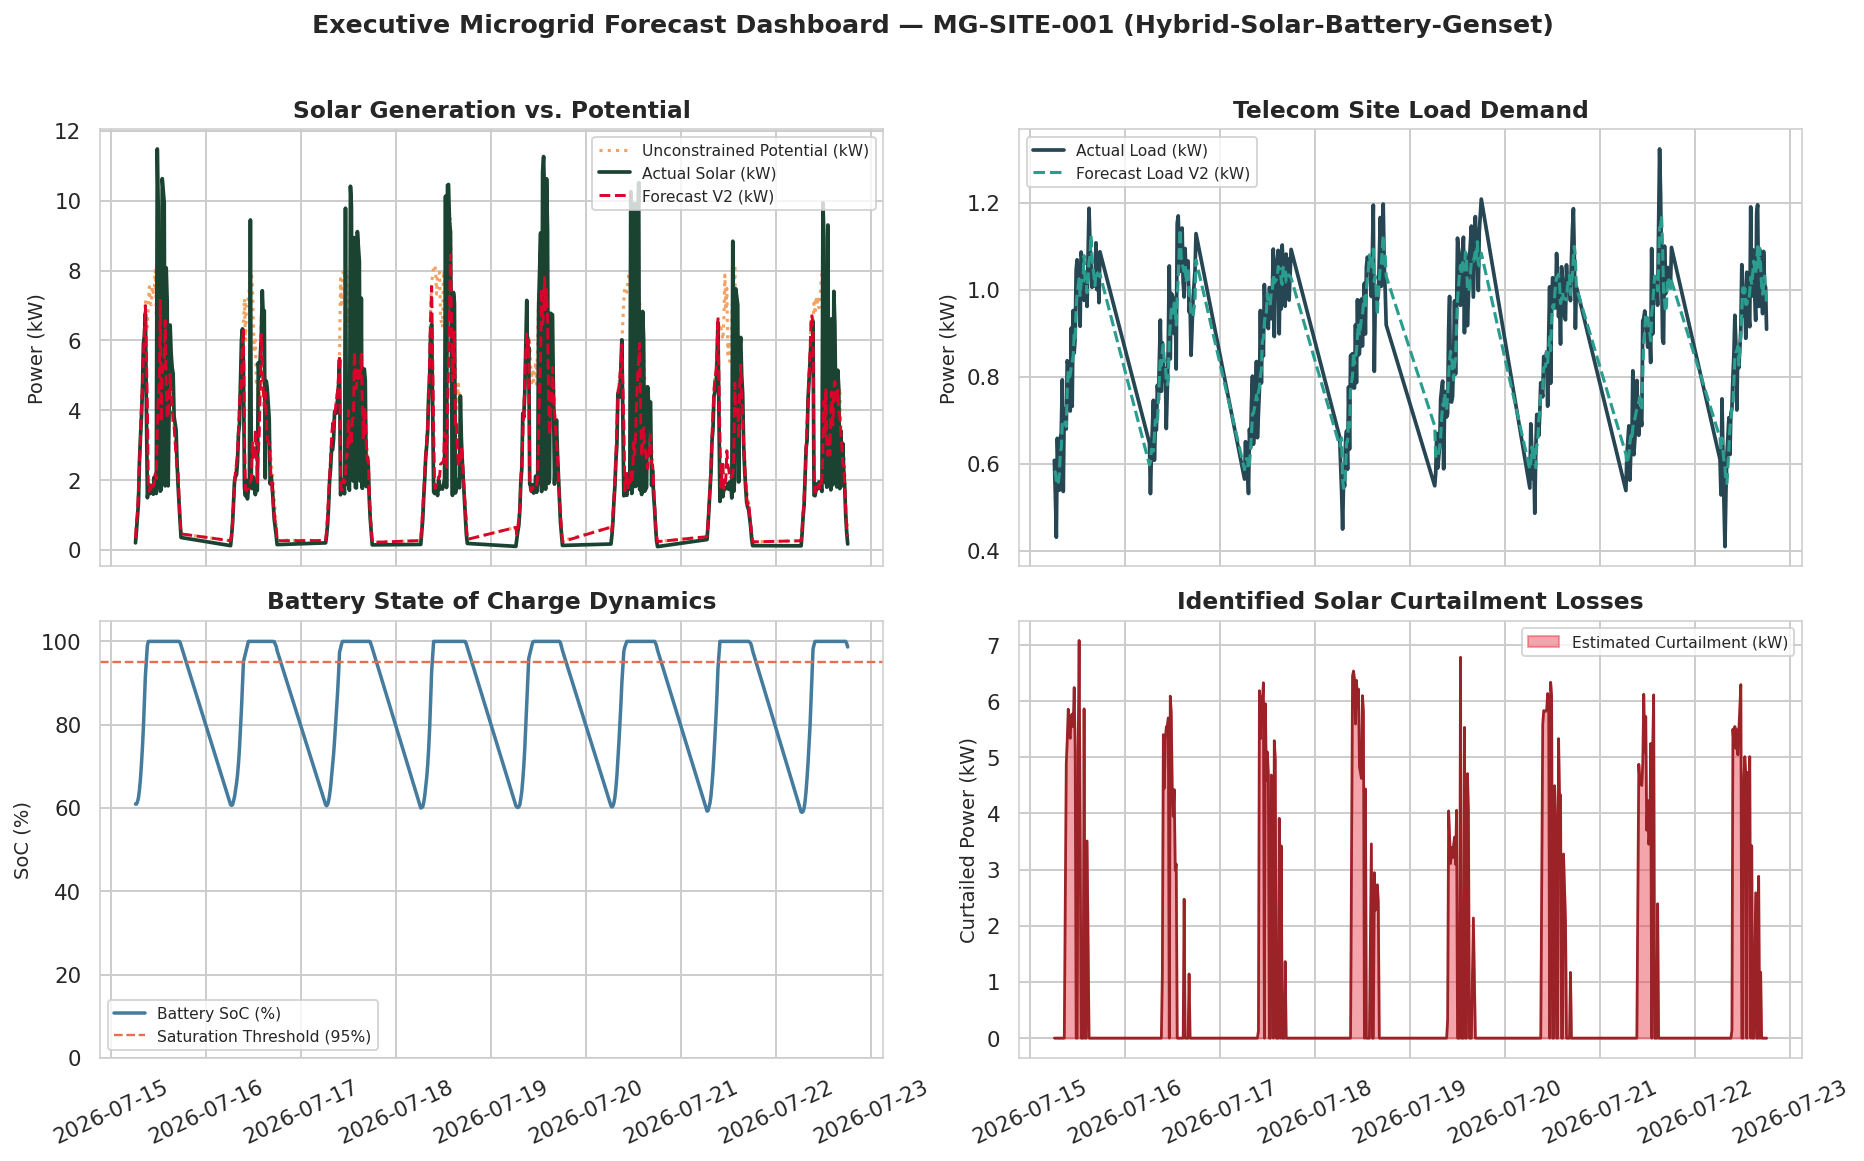 Executive Microgrid Forecast Dashboard — MG-SITE-001 (Hybrid-Solar-Battery-Genset)
Solar Generation vs. Potential
Power (kW)
12
10
8
6
4
2
0
Unconstrained Potential (kW)
Actual Solar (kW)
Forecast V2 (kW)
Telecom Site Load Demand
Power (kW)
1.2
1.0
0.8
0.6
0.4
Actual Load (kW)
Forecast Load V2 (kW)
Battery State of Charge Dynamics
SoC (%)
100
80
60
40
20
0
Battery SoC (%)
Saturation Threshold (95%)
2026-07-15
2026-07-16
2026-07-17
2026-07-18
2026-07-19
2026-07-20
2026-07-21
2026-07-22
2026-07-23
Identified Solar Curtailment Losses
Curtailed Power (kW)
7
6
5
4
3
2
1
0
Estimated Curtailment (kW)
2026-07-15
2026-07-16
2026-07-17
2026-07-18
2026-07-19
2026-07-20
2026-07-21
2026-07-22
2026-07-23